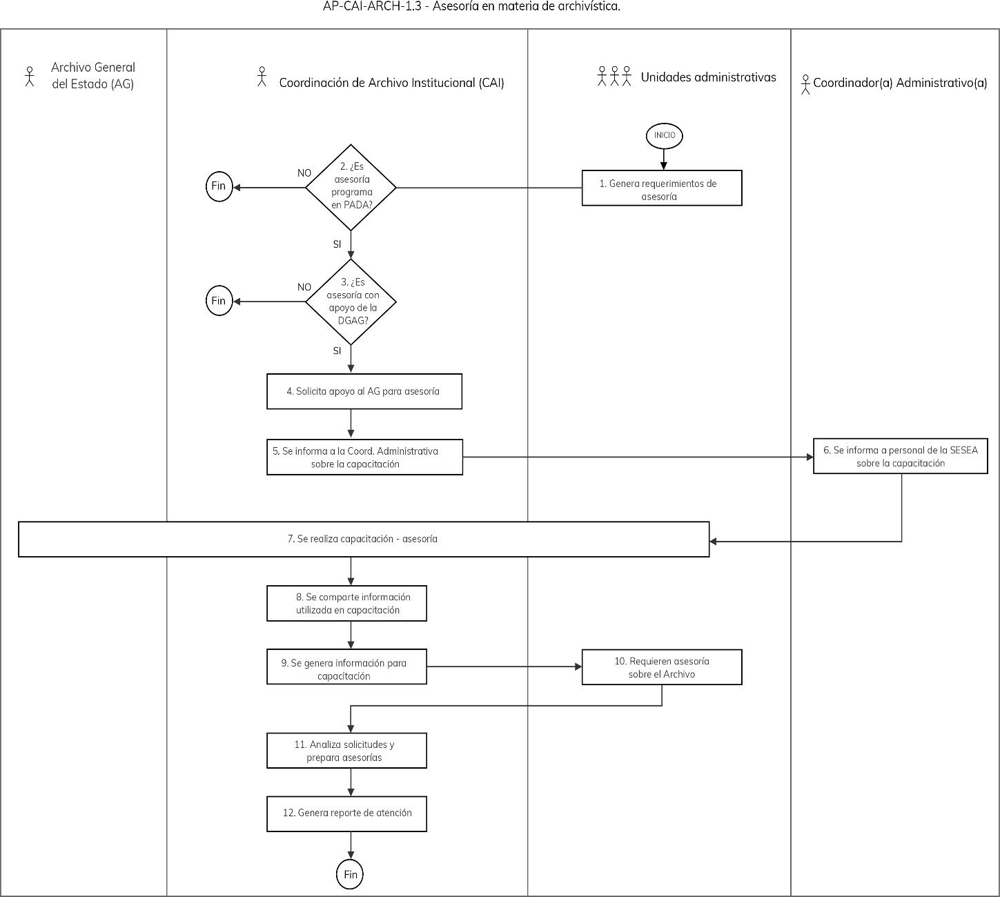 AP-CAI-ARCH-1.3 - Asesoría en materia de archivística.
Archivo General
del Estado (AG)
Coordinación de Archivo Institucional (CAI)
Unidades administrativas
Coordinador(a) Administrativo(a)
INICIO
1. Genera requerimientos de
asesoría
2. ¿Es
asesoría
programa
en PADA?
NO
Fin
SI
3. ¿Es
asesoría con
apoyo de la
DGAG?
NO
Fin
SI
4. Solicita apoyo al AG para asesoría
5. Se informa a la Coord. Administrativa
sobre la capacitación
6. Se informa a personal de la SESEA
sobre la capacitación
7. Se realiza capacitación - asesoría
8. Se comparte información
utilizada en capacitación
9. Se genera información para
capacitación
10. Requieren asesoría
sobre el Archivo
11. Analiza solicitudes y
prepara asesorías
12. Genera reporte de atención
Fin